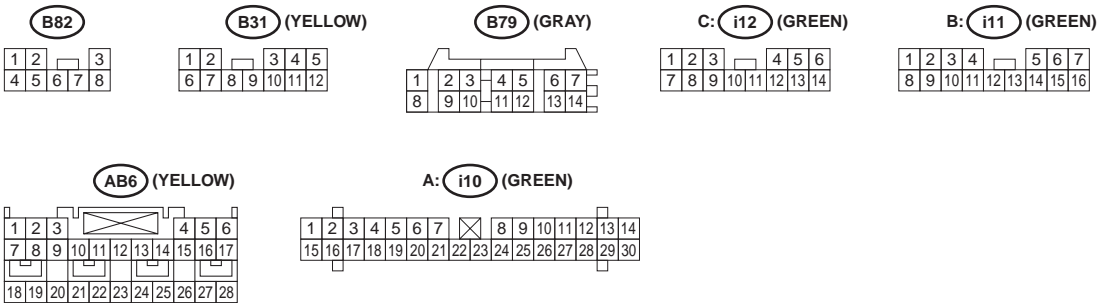 B82 B31 (YELLOW) B79 (GRAY) C: i12 (GREEN) B: i11 (GREEN)
1 2 3
4 5 6 7 8
1 2 3 4 5
6 7 8 9 10 11 12
1 2 3 4 5 6 7
8 9 10 11 12 13 14
1 2 3 4 5 6
7 8 9 10 11 12 13 14
1 2 3 4 5 6 7
8 9 10 11 12 13 14 15 16
AB6 (YELLOW) A: i10 (GREEN)
1 2 3 4 5 6
7 8 9 10 11 12 13 14 15 16 17
18 19 20 21 22 23 24 25 26 27 28
1 2 3 4 5 6 7 8 9 10 11 12 13 14
15 16 17 18 19 20 21 22 23 24 25 26 27 28 29 30